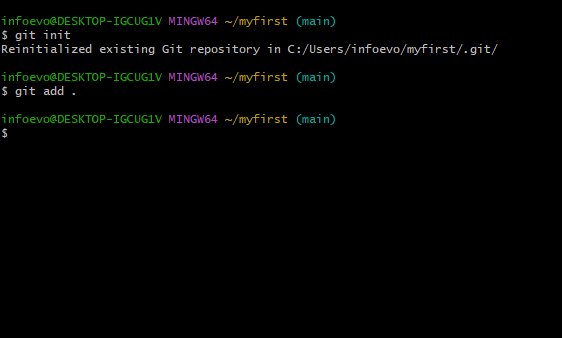 infoevo@DESKTOP-IGCUG1V MINGW64 ~/myfirst (main)
$ git init
Reinitialized existing Git repository in C:/Users/infoevo/myfirst/.git/
infoevo@DESKTOP-IGCUG1V MINGW64 ~/myfirst (main)
$ git add .
infoevo@DESKTOP-IGCUG1V MINGW64 ~/myfirst (main)
$